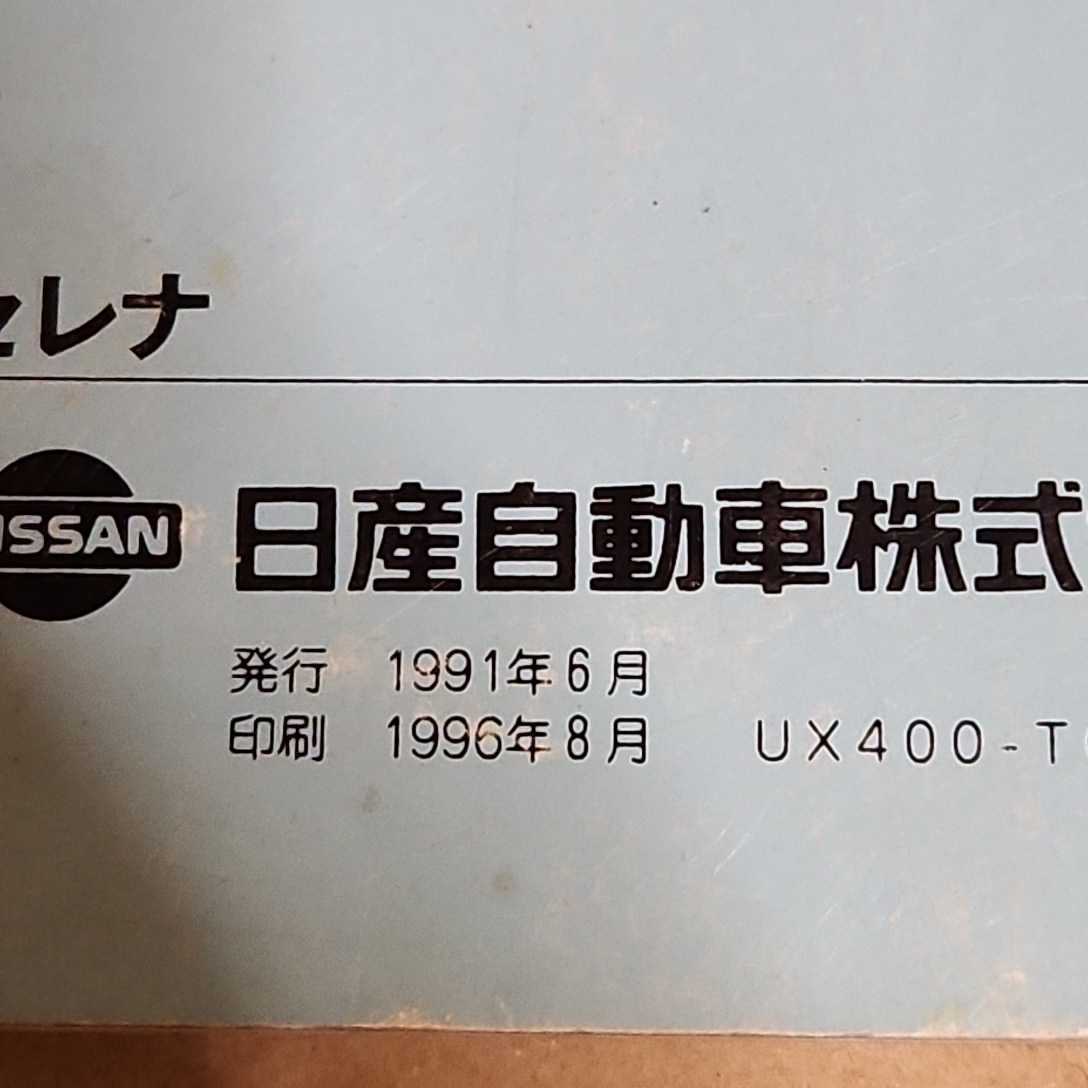 セレナ
NISSAN 日産自動車株式
発行 1991年6月
印刷 1996年8月 UX400-T